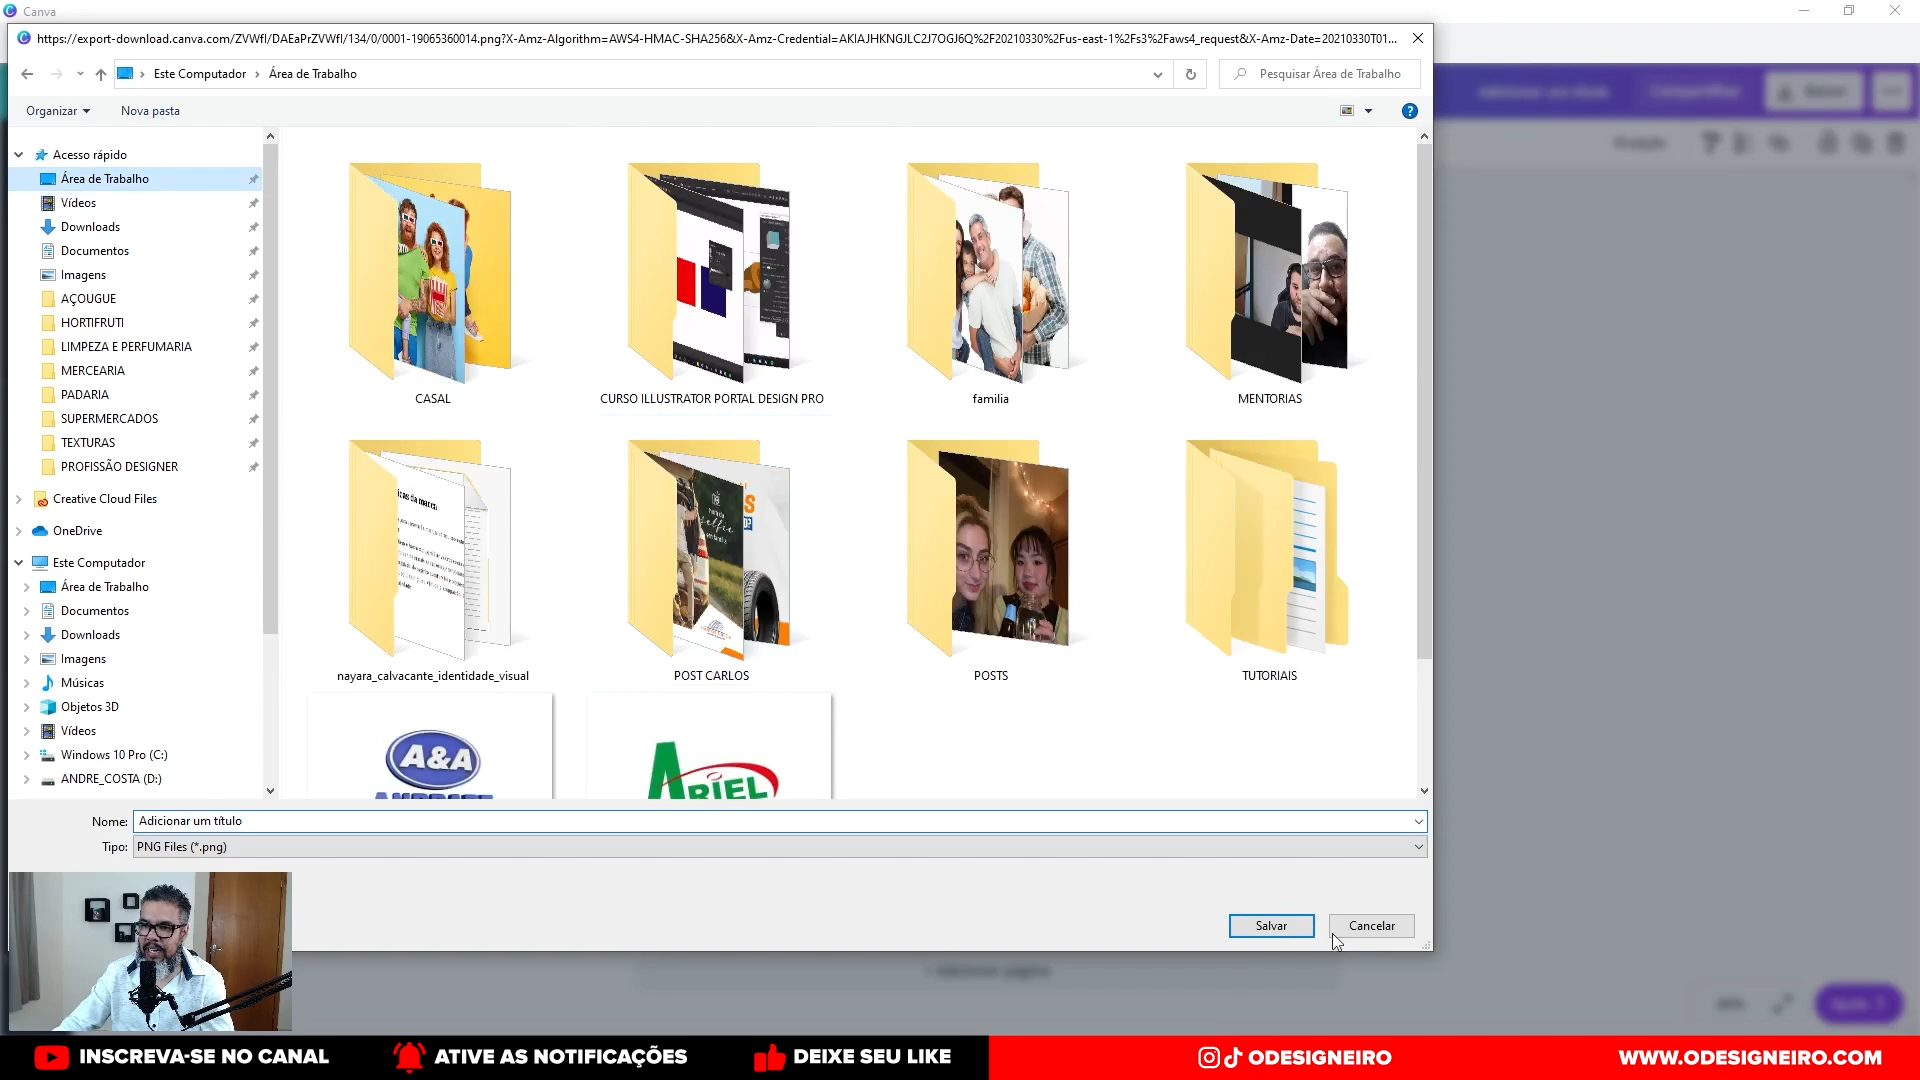 Canva
https://export-download.canva.com/ZVWfI/DAEaPrZVWfI/134/0/0001-19065360014.png?X-Amz-Algorithm=AWS4-HMAC-SHA256&X-Amz-Credential=AKIAJHKNGJLC2J7OGJ6Q%2F20210330%2Fus-east-1%2Fs3%2Faws4_request&X-Amz-Date=20210330T01...
Este Computador > Área de Trabalho
Pesquisar Área de Trabalho
Organizar
Nova pasta
Acesso rápido
Área de Trabalho
Vídeos
Downloads
Documentos
Imagens
AÇOUGUE
HORTIFRUTI
LIMPEZA E PERFUMARIA
MERCEARIA
PADARIA
SUPERMERCADOS
TEXTURAS
PROFISSÃO DESIGNER
Creative Cloud Files
OneDrive
Este Computador
Área de Trabalho
Documentos
Downloads
Imagens
Músicas
Objetos 3D
Vídeos
Windows 10 Pro (C:)
ANDRE_COSTA (D:)
CASAL
CURSO ILLUSTRATOR PORTAL DESIGN PRO
familia
MENTORIAS
nayara_calvacante_identidade_visual
POST CARLOS
POSTS
TUTORIAIS
A&A
ARIEL
Nome: Adicionar um título
Tipo: PNG Files (*.png)
Salvar
Cancelar
INSCREVA-SE NO CANAL
ATIVE AS NOTIFICAÇÕES
DEIXE SEU LIKE
ODESIGNEIRO
WWW.ODESIGNEIRO.COM